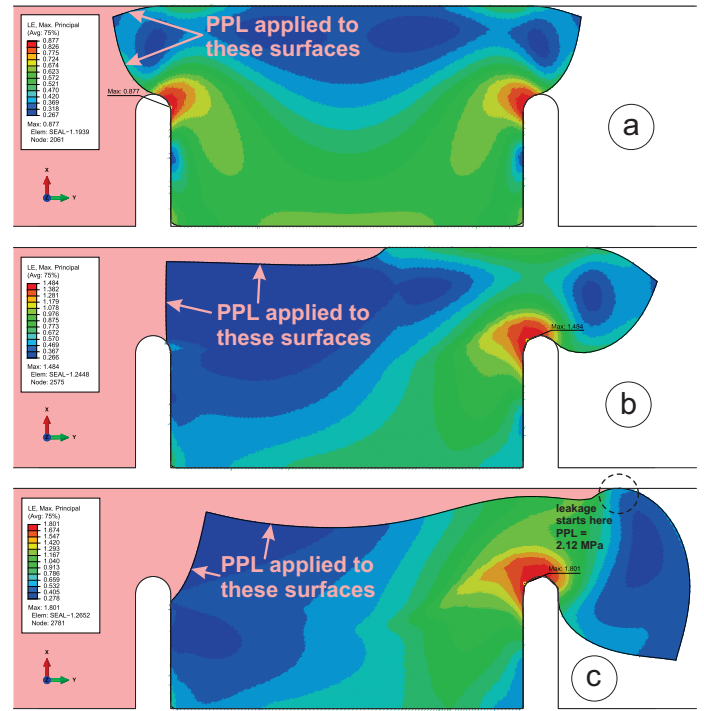 LE, Max. Principal
(Avg: 75%)
0.877
0.826
0.775
0.724
0.674
0.623
0.572
0.521
0.470
0.420
0.369
0.318
0.267
Max: 0.877
Elem: SEAL-1.1939
Node: 2061
PPL applied to
these surfaces
Max: 0.877
X
Z
Y
a
LE, Max. Principal
(Avg: 75%)
1.484
1.382
1.281
1.179
1.078
0.976
0.875
0.773
0.672
0.570
0.469
0.367
0.266
Max: 1.484
Elem: SEAL-1.2448
Node: 2575
PPL applied to
these surfaces
Max: 1.484
X
Z
Y
b
LE, Max. Principal
(Avg: 75%)
1.801
1.674
1.547
1.420
1.293
1.167
1.040
0.913
0.786
0.659
0.532
0.405
0.278
Max: 1.801
Elem: SEAL-1.2652
Node: 2781
PPL applied to
these surfaces
leakage
starts here
PPL =
2.12 MPa
Max: 1.801
X
Z
Y
c